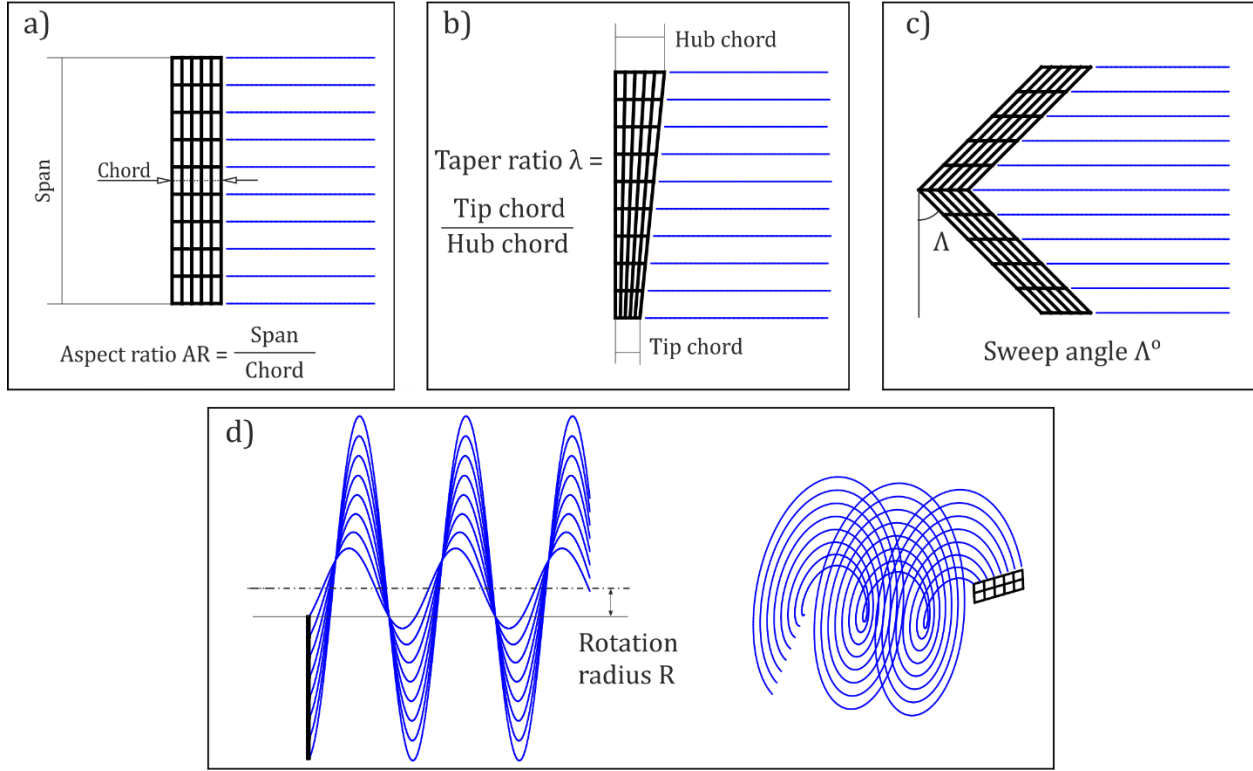 a)
Span
Chord
Aspect ratio AR =
Span
Chord
b)
Hub chord
Taper ratio λ =
Tip chord
Hub chord
Tip chord
c)
Λ
Sweep angle Λº
d)
Rotation
radius R